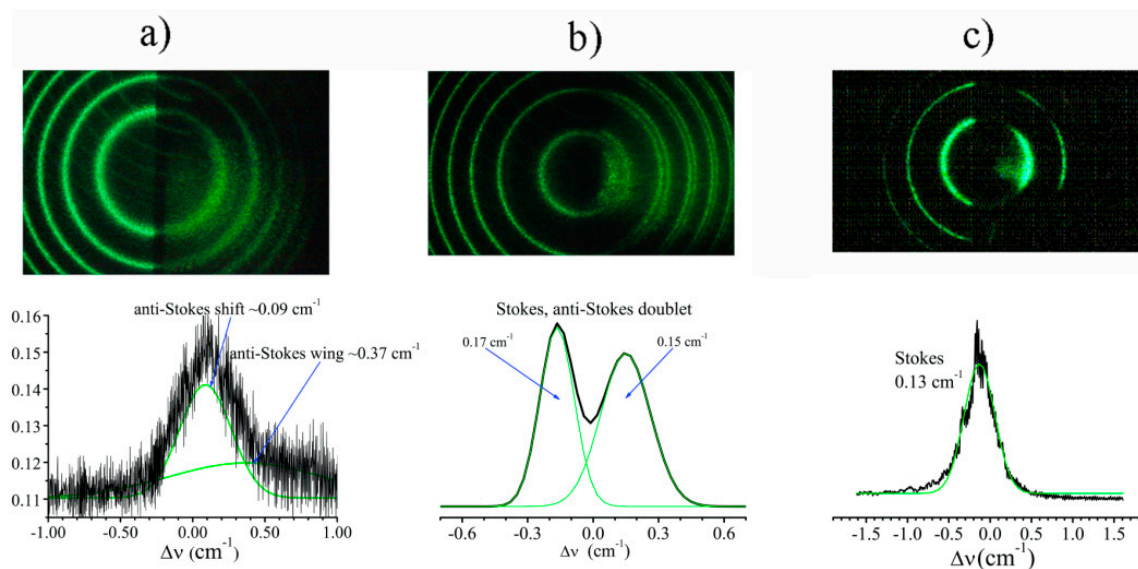 a)
b)
c)
anti-Stokes shift ~0.09 cm⁻¹
anti-Stokes wing ~0.37 cm⁻¹
0.16
0.15
0.14
0.13
0.12
0.11
-1.00 -0.50 0.00 0.50 1.00
Δν (cm⁻¹)
Stokes, anti-Stokes doublet
0.17 cm⁻¹
0.15 cm⁻¹
-0.6 -0.3 0.0 0.3 0.6
Δν (cm⁻¹)
Stokes
0.13 cm⁻¹
-1.5 -1.0 -0.5 0.0 0.5 1.0 1.5
Δν(cm⁻¹)